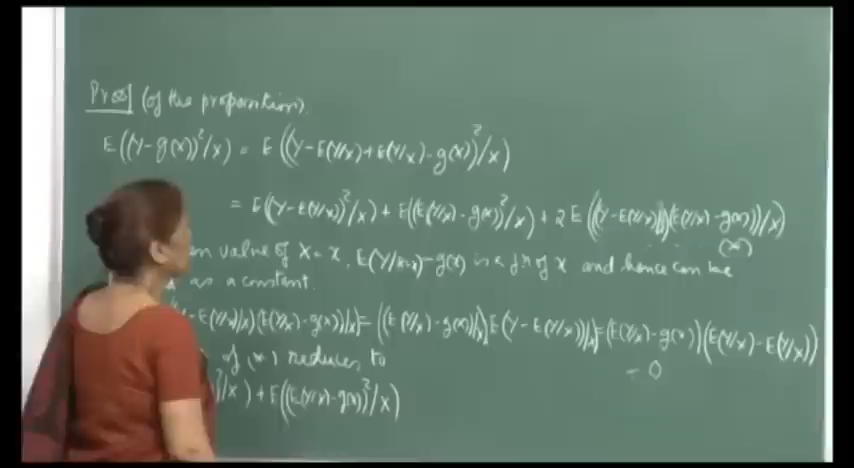 Proof (of the proposition).
E((Y-g(x))²/x) = E((Y-E(Y/x)+E(Y/x)-g(x))²/x)
= E((Y-E(Y/x))²/x) + E((E(Y/x)-g(x))²/x) + 2E((Y-E(Y/x))(E(Y/x)-g(x))/x)
(*)
n value of X=x, E(Y/X=x)-g(x) is a fn of x and hence can be
as a constant.
-E(Y/x))(E(Y/x)-g(x))/x) = ((E(Y/x)-g(x))/x) E(Y-E(Y/x))/x) = (E(Y/x)-g(x))(E(Y/x)-E(Y/x))
= 0
of (*) reduces to
)²/x) + E((E(Y/x)-g(x))²/x)